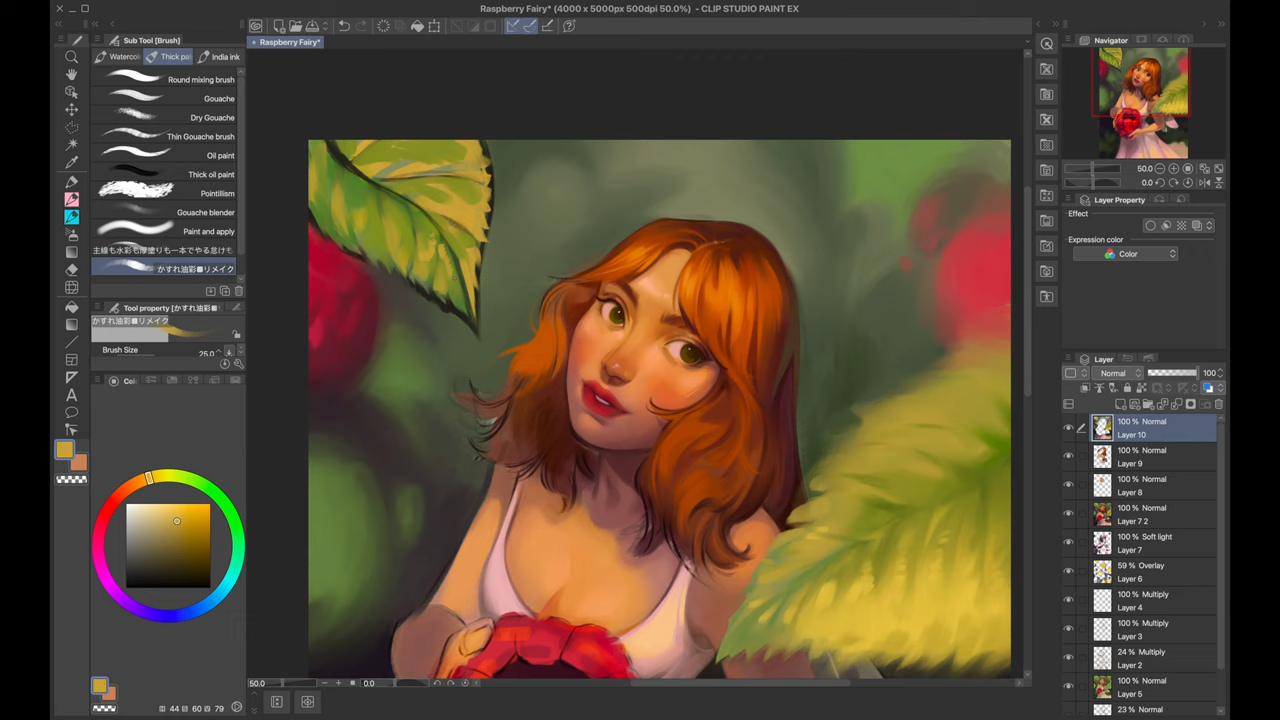 Raspberry Fairy* (4000 x 5000px 500dpi 50.0%) - CLIP STUDIO PAINT EX
Sub Tool [Brush]
Raspberry Fairy*
Navigator
Watercol
Thick pai
India ink
Round mixing brush
Gouache
Dry Gouache
Thin Gouache brush
Oil paint
Thick oil paint
Pointillism
Gouache blender
Paint and apply
主線も水彩も厚塗りも一本でやる怠けも
かすれ油彩■リメイク
Tool property [かすれ油彩■リ
かすれ油彩■リメイク
Brush Size
25.0
Col
50.0
0.0
Layer Property
Effect
Expression color
Color
Layer
Normal
100
100 % Normal
Layer 10
100 % Normal
Layer 9
100 % Normal
Layer 8
100 % Normal
Layer 7 2
100 % Soft light
Layer 7
59 % Overlay
Layer 6
100 % Multiply
Layer 4
100 % Multiply
Layer 3
24 % Multiply
Layer 2
100 % Normal
Layer 5
23 % Normal
50.0
0.0
44 60 79